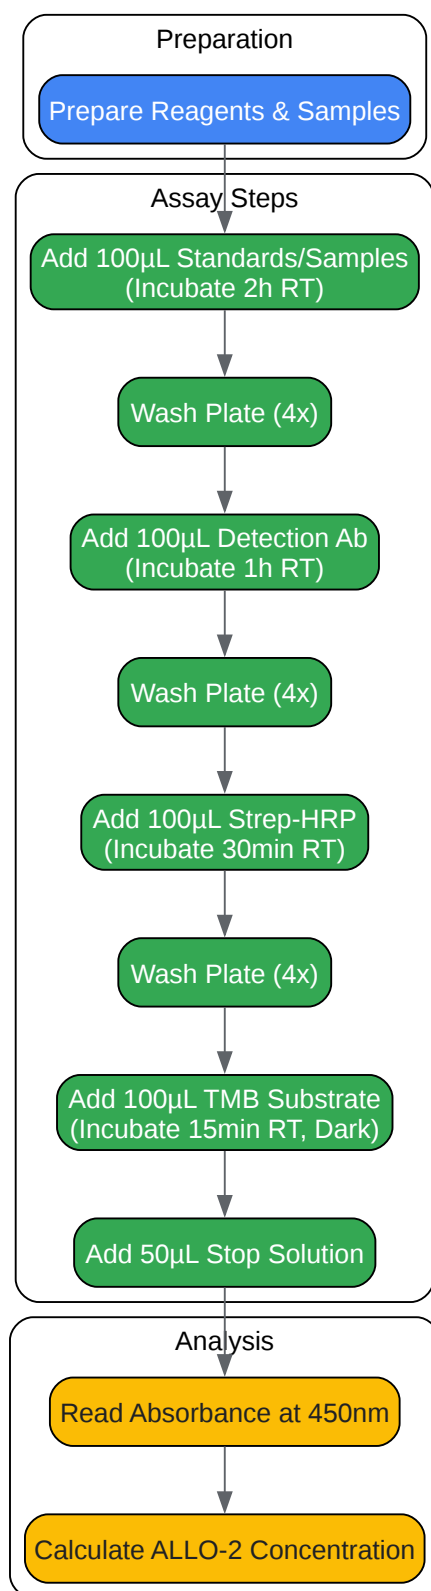 Preparation
Prepare Reagents & Samples
Assay Steps
Add 100µL Standards/Samples
(Incubate 2h RT)
Wash Plate (4x)
Add 100µL Detection Ab
(Incubate 1h RT)
Wash Plate (4x)
Add 100µL Strep-HRP
(Incubate 30min RT)
Wash Plate (4x)
Add 100µL TMB Substrate
(Incubate 15min RT, Dark)
Add 50µL Stop Solution
Analysis
Read Absorbance at 450nm
Calculate ALLO-2 Concentration